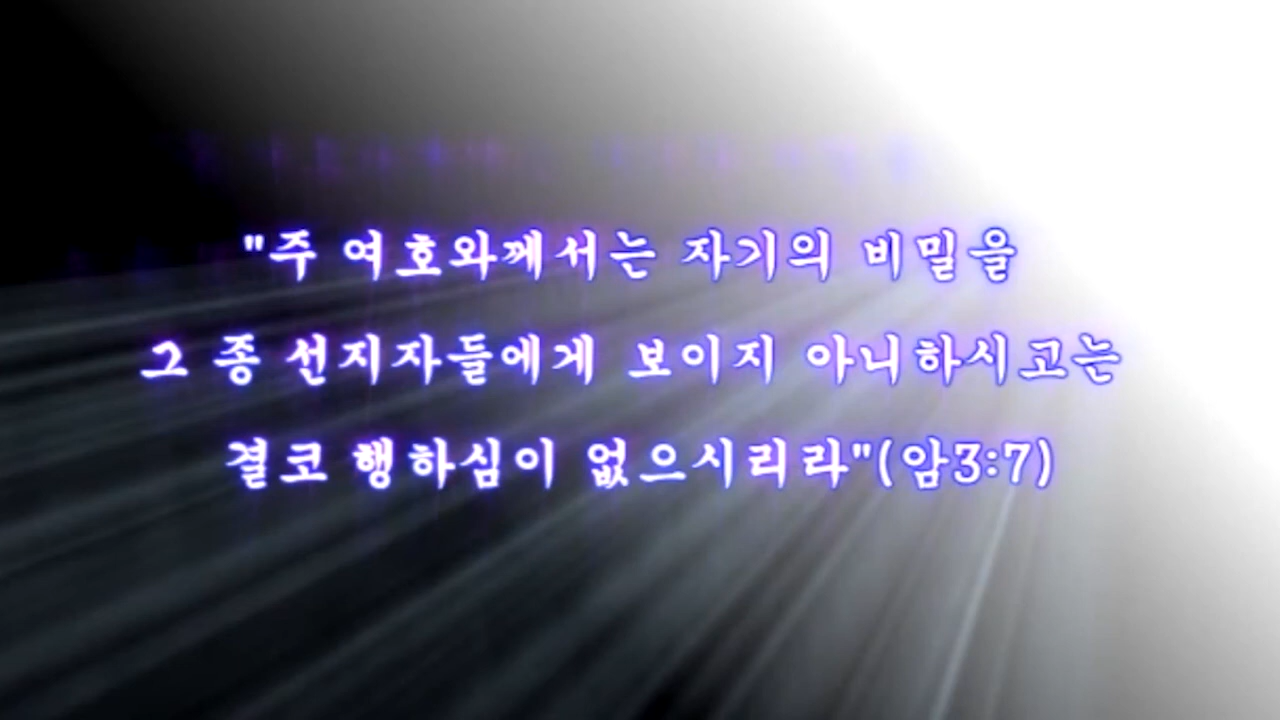 "주 여호와께서는 자기의 비밀을
그 종 선지자들에게 보이지 아니하시고는
결코 행하심이 없으시리라"(암3:7)